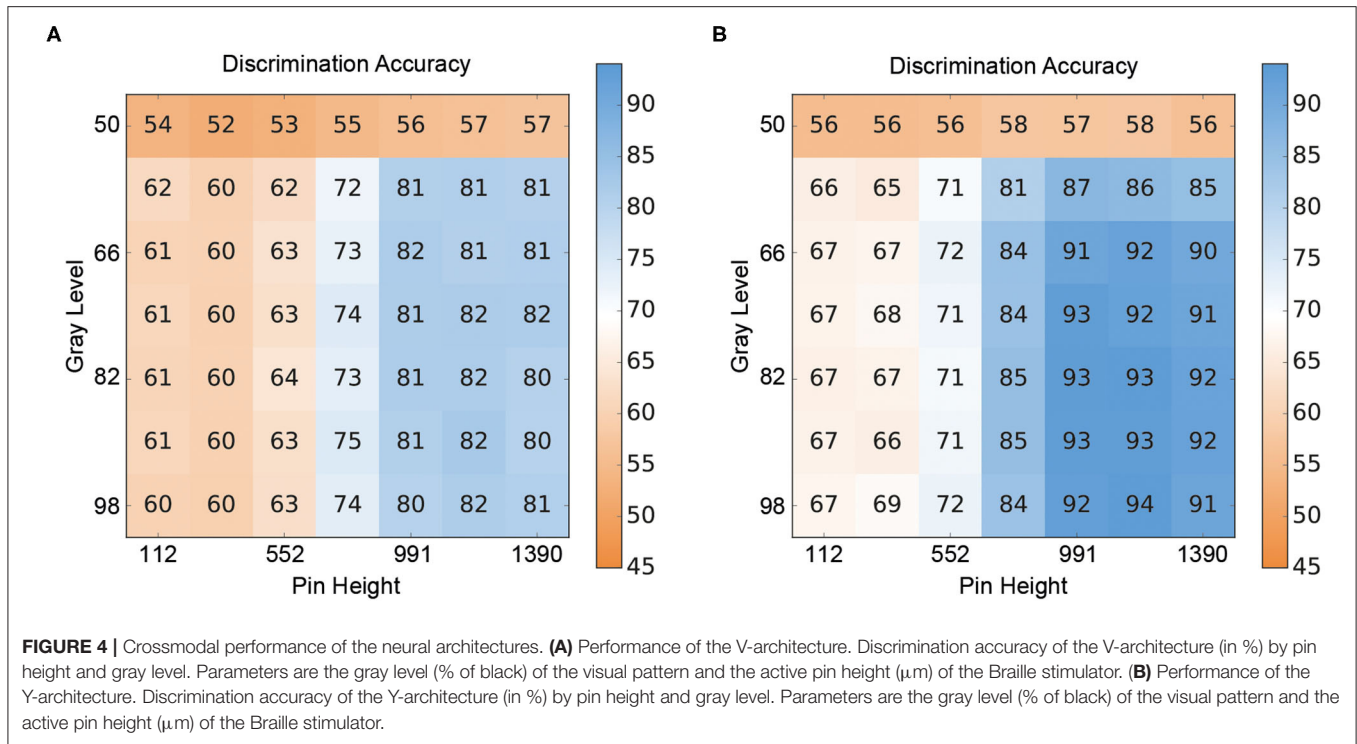 A
Discrimination Accuracy
50 54 52 53 55 56 57 57
62 60 62 72 81 81 81
66 61 60 63 73 82 81 81
61 60 63 74 81 82 82
82 61 60 64 73 81 82 80
61 60 63 75 81 82 80
98 60 60 63 74 80 82 81
112 552 991 1390
Pin Height
Gray Level
90
85
80
75
70
65
60
55
50
45
B
Discrimination Accuracy
50 56 56 56 58 57 58 56
66 65 71 81 87 86 85
66 67 67 72 84 91 92 90
67 68 71 84 93 92 91
82 67 67 71 85 93 93 92
67 66 71 85 93 93 92
98 67 69 72 84 92 94 91
112 552 991 1390
Pin Height
Gray Level
90
85
80
75
70
65
60
55
50
45
FIGURE 4 | Crossmodal performance of the neural architectures. (A) Performance of the V-architecture. Discrimination accuracy of the V-architecture (in %) by pin
height and gray level. Parameters are the gray level (% of black) of the visual pattern and the active pin height (μm) of the Braille stimulator. (B) Performance of the
Y-architecture. Discrimination accuracy of the Y-architecture (in %) by pin height and gray level. Parameters are the gray level (% of black) of the visual pattern and the
active pin height (μm) of the Braille stimulator.